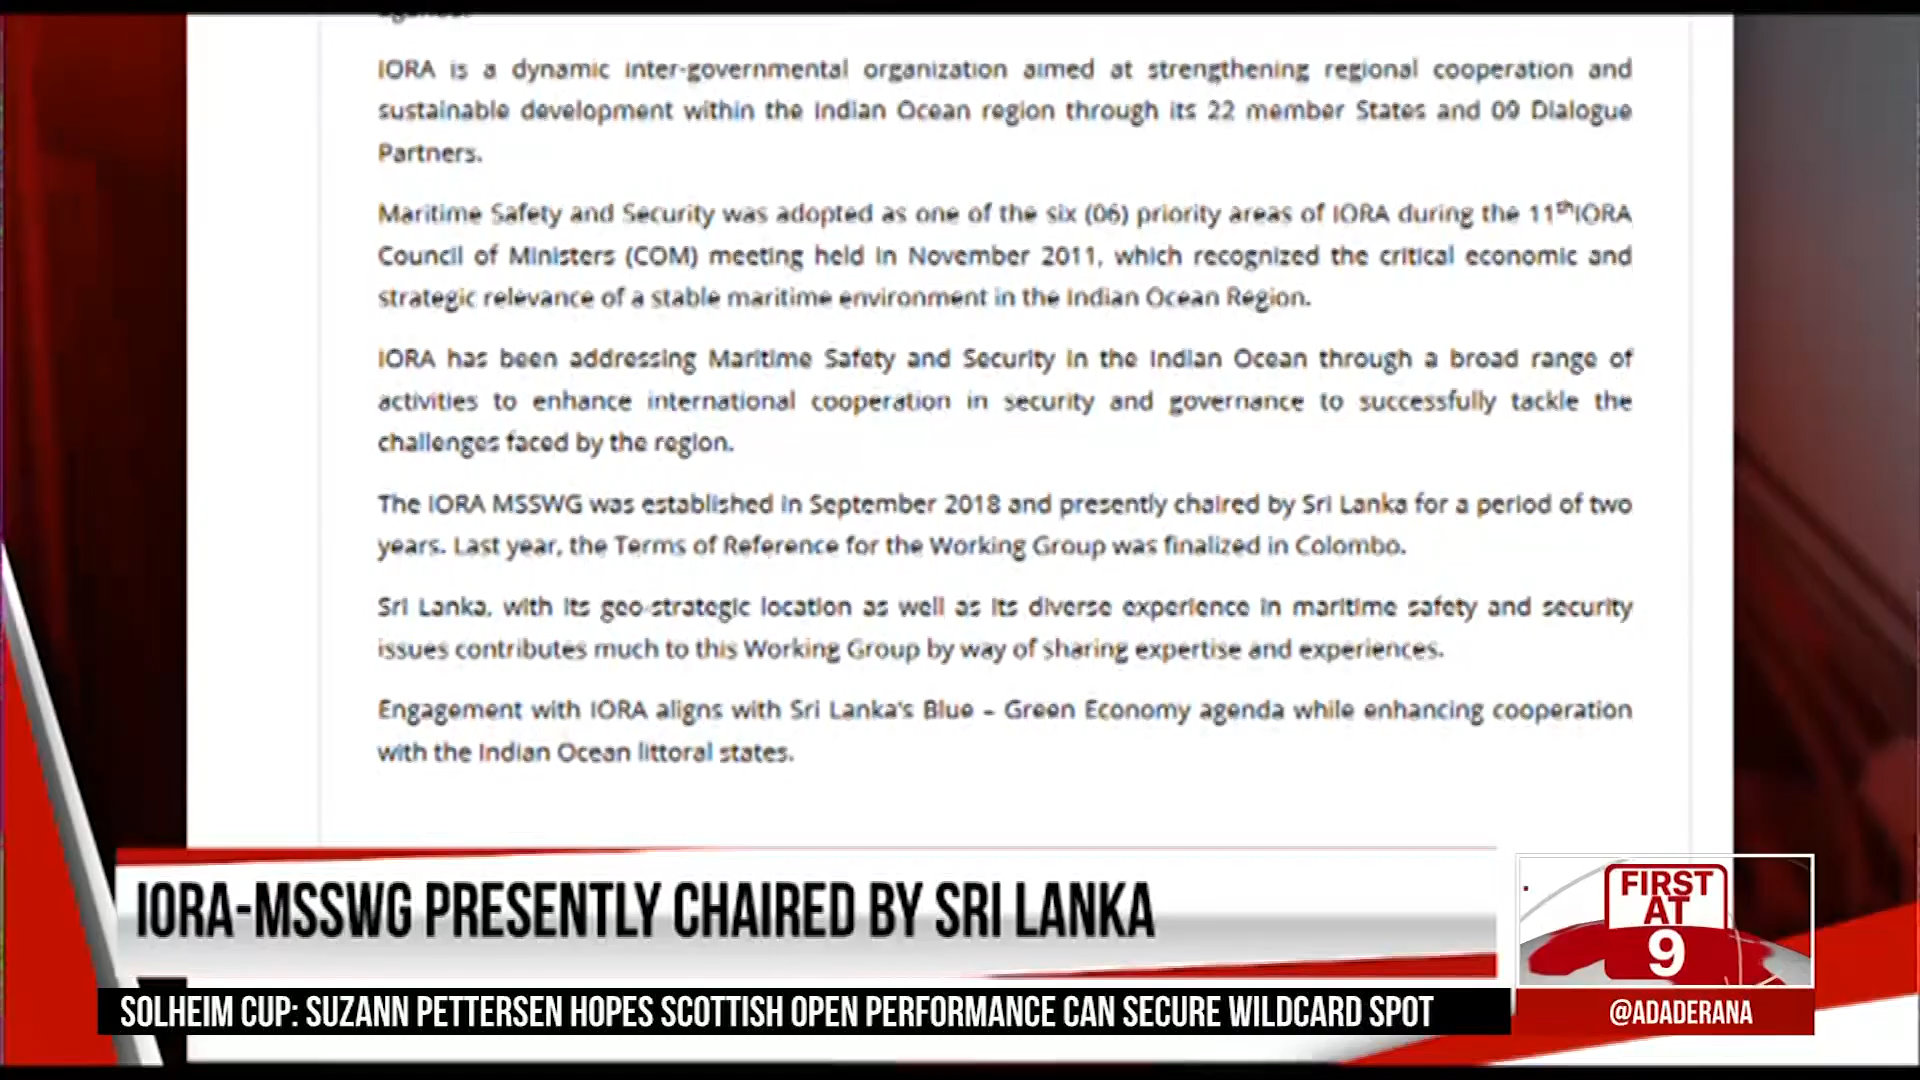 agenda.
IORA is a dynamic inter-governmental organization aimed at strengthening regional cooperation and
sustainable development within the Indian Ocean region through its 22 member States and 09 Dialogue
Partners.
Maritime Safety and Security was adopted as one of the six (06) priority areas of IORA during the 11thIORA
Council of Ministers (COM) meeting held in November 2011, which recognized the critical economic and
strategic relevance of a stable maritime environment in the Indian Ocean Region.
IORA has been addressing Maritime Safety and Security in the Indian Ocean through a broad range of
activities to enhance international cooperation in security and governance to successfully tackle the
challenges faced by the region.
The IORA MSSWG was established in September 2018 and presently chaired by Sri Lanka for a period of two
years. Last year, the Terms of Reference for the Working Group was finalized in Colombo.
Sri Lanka, with its geo-strategic location as well as its diverse experience in maritime safety and security
issues contributes much to this Working Group by way of sharing expertise and experiences.
Engagement with IORA aligns with Sri Lanka's Blue – Green Economy agenda while enhancing cooperation
with the Indian Ocean littoral states.
IORA-MSSWG PRESENTLY CHAIRED BY SRI LANKA
FIRST
AT
9
SOLHEIM CUP: SUZANN PETTERSEN HOPES SCOTTISH OPEN PERFORMANCE CAN SECURE WILDCARD SPOT
@ADADERANA